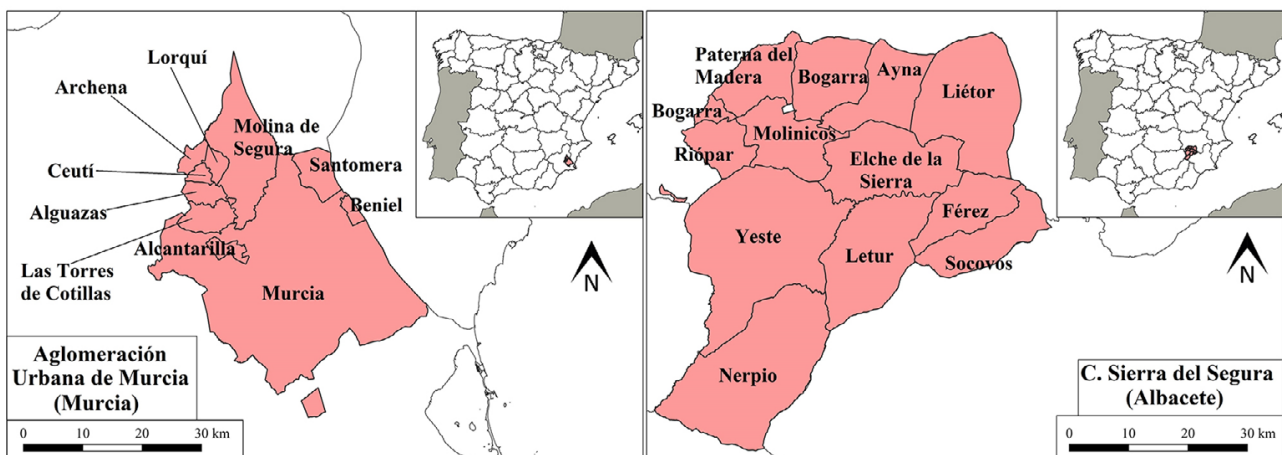 Lorquí
Archena
Molina de
Segura
Santomera
Ceutí
Beniel
Alguazas
Alcantarilla
Las Torres
de Cotillas
Murcia
N
Aglomeración
Urbana de Murcia
(Murcia)
0 10 20 30 km
Paterna del
Madera
Bogarra
Ayna
Liétor
Bogarra
Molinicos
Riópar
Elche de la
Sierra
Férez
Yeste
Letur
Socovos
N
Nerpio
C. Sierra del Segura
(Albacete)
0 10 20 30 km